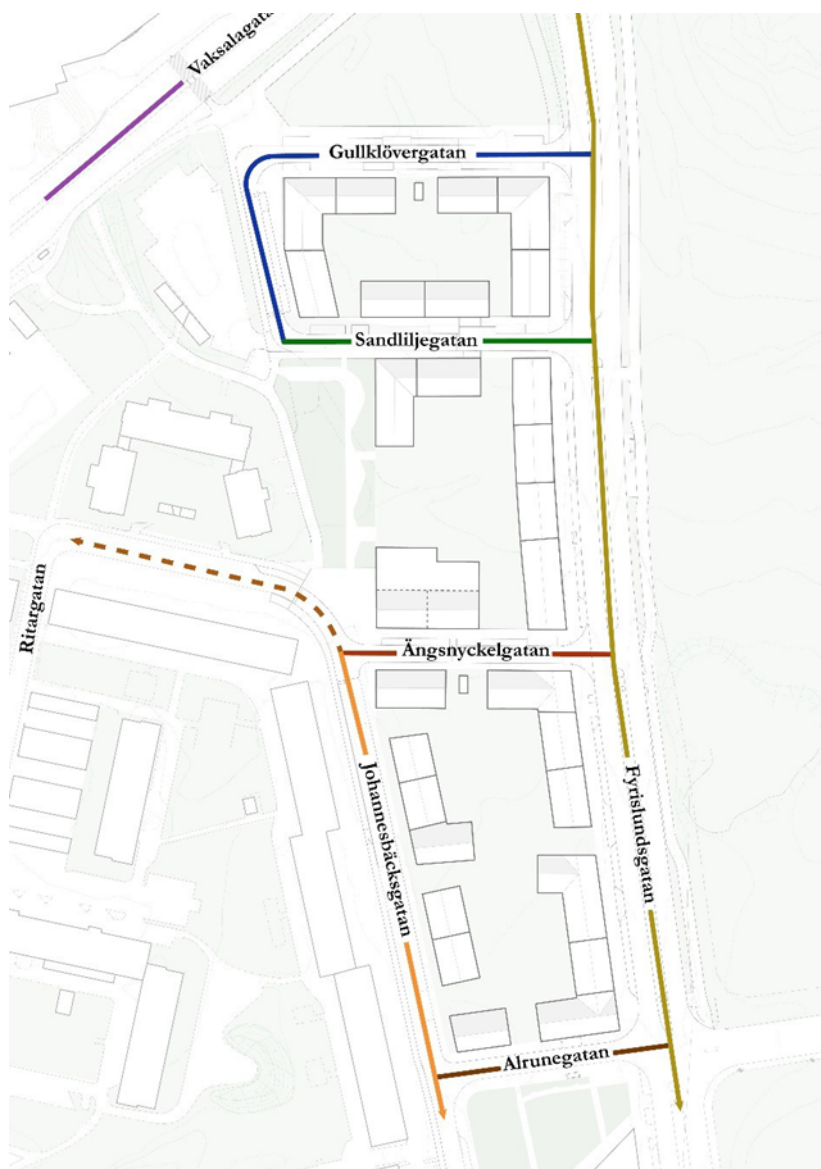 Vaksalagatan
Gullklövergatan
Sandliljegatan
Ritargatan
Ängsnyckelgatan
Johannesbäcksgatan
Fyrislundsgatan
Alrunegatan